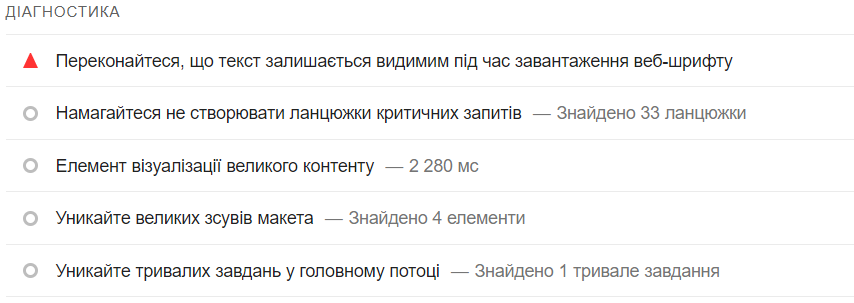 ДІАГНОСТИКА
Переконайтеся, що текст залишається видимим під час завантаження веб-шрифту
Намагайтеся не створювати ланцюжки критичних запитів — Знайдено 33 ланцюжки
Елемент візуалізації великого контенту — 2 280 мс
Уникайте великих зсувів макета — Знайдено 4 елементи
Уникайте тривалих завдань у головному потоці — Знайдено 1 тривале завдання